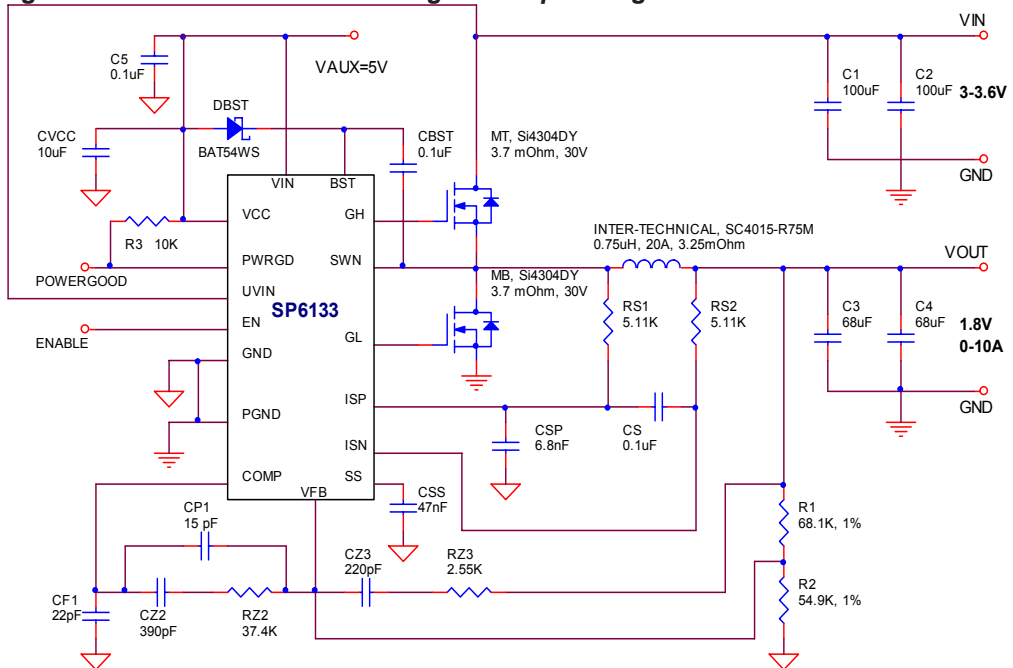 VIN
C5
0.1uF
VAUX=5V
C1
100uF
C2
100uF
3-3.6V
DBST
BAT54WS
CVCC
10uF
CBST
0.1uF
MT, Si4304DY
3.7 mOhm, 30V
GND
VIN
BST
VCC
GH
R3 10K
INTER-TECHNICAL, SC4015-R75M
0.75uH, 20A, 3.25mOhm
PWRGD
SWN
VOUT
POWERGOOD
UVIN
MB, Si4304DY
3.7 mOhm, 30V
SP6133
RS1
5.11K
RS2
5.11K
C3
68uF
C4
68uF
1.8V
0-10A
EN
ENABLE
GL
GND
ISP
GND
PGND
CSP
6.8nF
CS
0.1uF
ISN
COMP
SS
VFB
CSS
47nF
R1
68.1K, 1%
CP1
15 pF
CZ3
220pF
RZ3
2.55K
CF1
22pF
CZ2
390pF
RZ2
37.4K
R2
54.9K, 1%